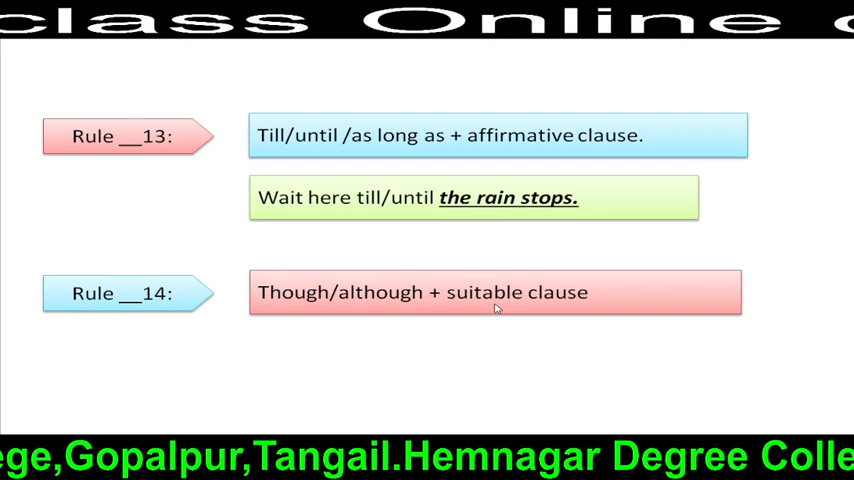 class Online c
Rule __13:
Till/until /as long as + affirmative clause.
Wait here till/until the rain stops.
Rule __14:
Though/although + suitable clause
ege,Gopalpur,Tangail.Hemnagar Degree Colle